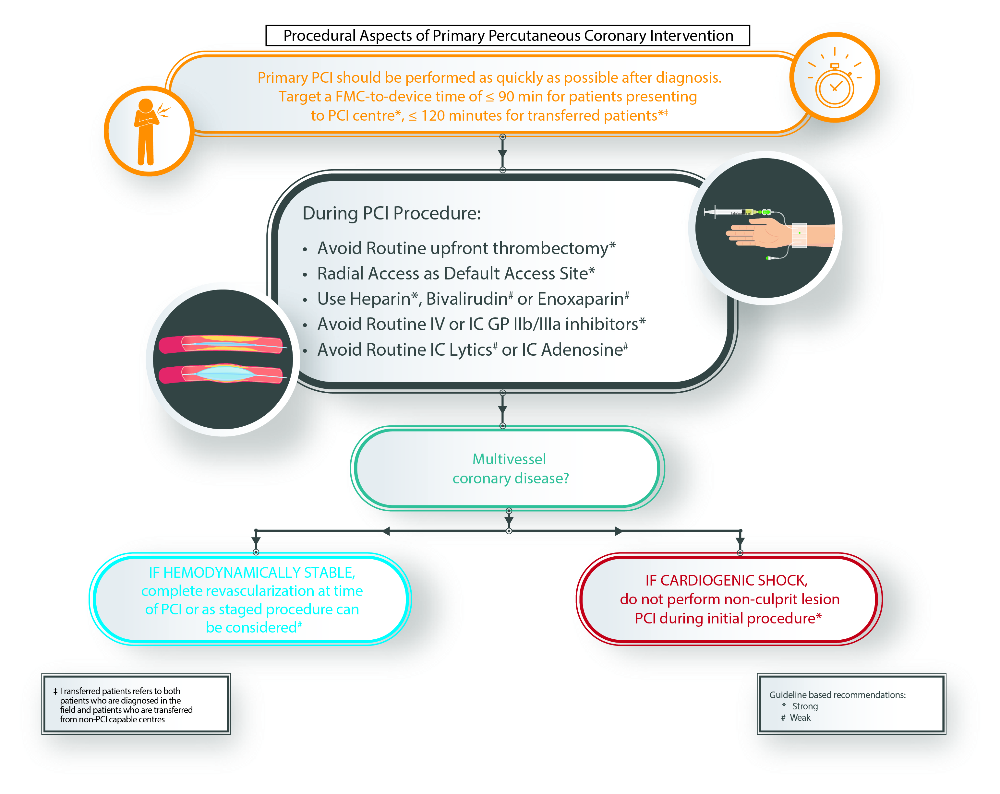 Procedural Aspects of Primary Percutaneous Coronary Intervention
Primary PCI should be performed as quickly as possible after diagnosis.
Target a FMC-to-device time of ≤ 90 min for patients presenting
to PCI centre*, ≤ 120 minutes for transferred patients*‡
During PCI Procedure:
• Avoid Routine upfront thrombectomy*
• Radial Access as Default Access Site*
• Use Heparin*, Bivalirudin# or Enoxaparin#
• Avoid Routine IV or IC GP IIb/IIIa inhibitors*
• Avoid Routine IC Lytics# or IC Adenosine#
Multivessel
coronary disease?
IF HEMODYNAMICALLY STABLE,
complete revascularization at time
of PCI or as staged procedure can
be considered#
IF CARDIOGENIC SHOCK,
do not perform non-culprit lesion
PCI during initial procedure*
‡ Transferred patients refers to both
patients who are diagnosed in the
field and patients who are transferred
from non-PCI capable centres
Guideline based recommendations:
* Strong
# Weak